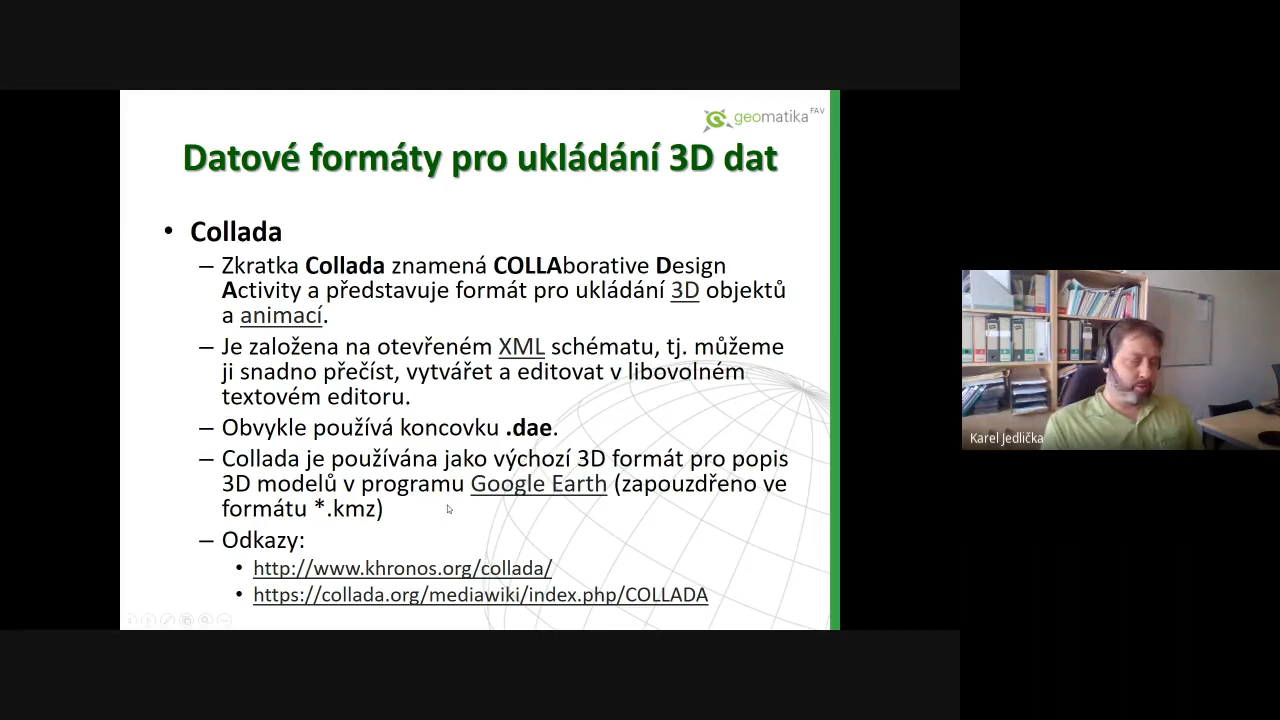 geomatika FAV
Datové formáty pro ukládání 3D dat
• Collada
– Zkratka Collada znamená COLLAborative Design
Activity a představuje formát pro ukládání 3D objektů
a animací.
– Je založena na otevřeném XML schématu, tj. můžeme
ji snadno přečíst, vytvářet a editovat v libovolném
textovém editoru.
– Obvykle používá koncovku .dae.
– Collada je používána jako výchozí 3D formát pro popis
3D modelů v programu Google Earth (zapouzdřeno ve
formátu *.kmz)
– Odkazy:
• http://www.khronos.org/collada/
• https://collada.org/mediawiki/index.php/COLLADA
Karel Jedlička